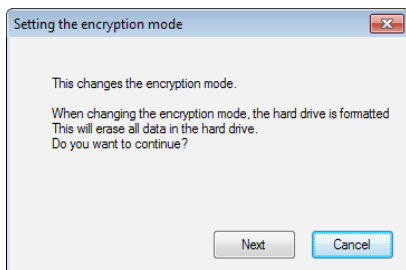 Setting the encryption mode
This changes the encryption mode.
When changing the encryption mode, the hard drive is formatted
This will erase all data in the hard drive.
Do you want to continue?
Next
Cancel